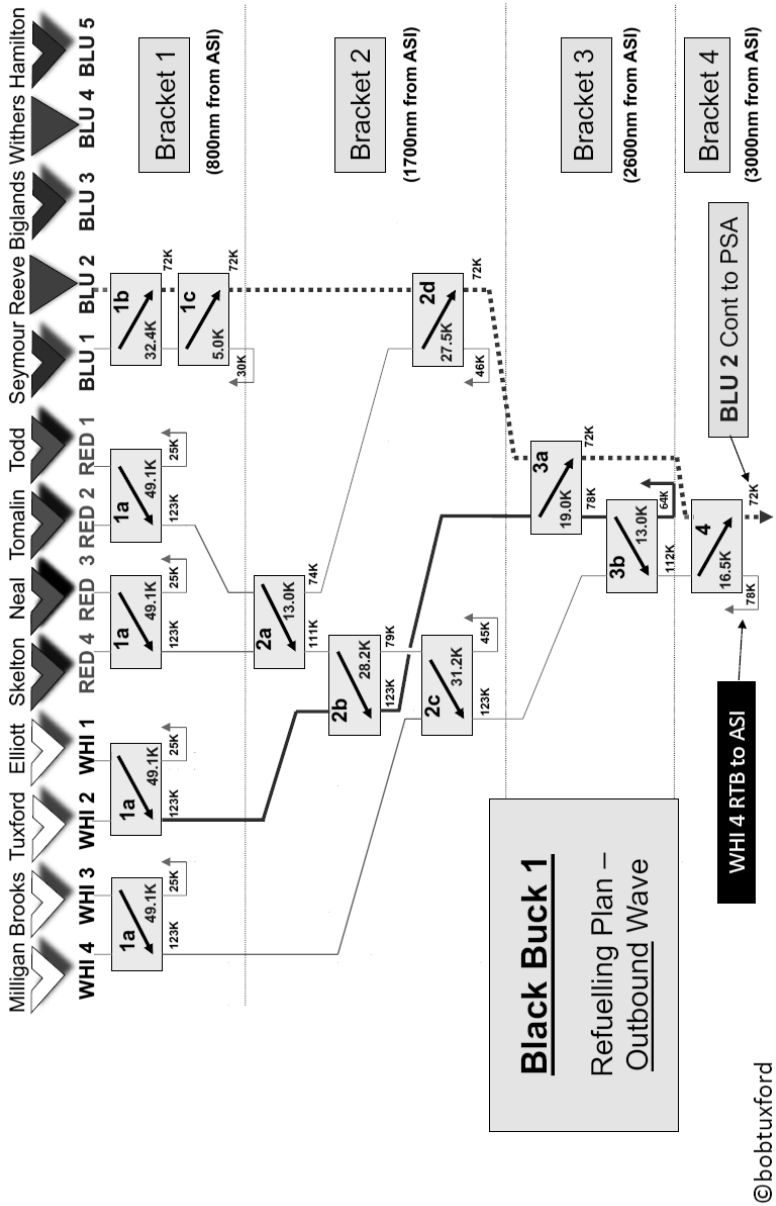 Milligan Brooks Tuxford Elliott Skelton Neal Tomalin Todd Seymour Reeve Biglands Withers Hamilton
WHI 4 WHI 3 WHI 2 WHI 1 RED 4 RED 3 RED 2 RED 1 BLU 1 BLU 2 BLU 3 BLU 4 BLU 5
1a
49.1K
123K
25K
1a
49.1K
123K
25K
1a
49.1K
123K
25K
1a
49.1K
123K
25K
1b
32.4K
72K
1c
5.0K
30K
72K
Bracket 1
(800nm from ASI)
2a
13.0K
111K
74K
2b
28.2K
123K
79K
2c
31.2K
123K
45K
2d
27.5K
46K
72K
Bracket 2
(1700nm from ASI)
3a
19.0K
78K
72K
3b
13.0K
112K
64K
Bracket 3
(2600nm from ASI)
4
16.5K
78K
72K
Bracket 4
(3000nm from ASI)
Black Buck 1
Refuelling Plan –
Outbound Wave
WHI 4 RTB to ASI
BLU 2 Cont to PSA
©bobtuxford